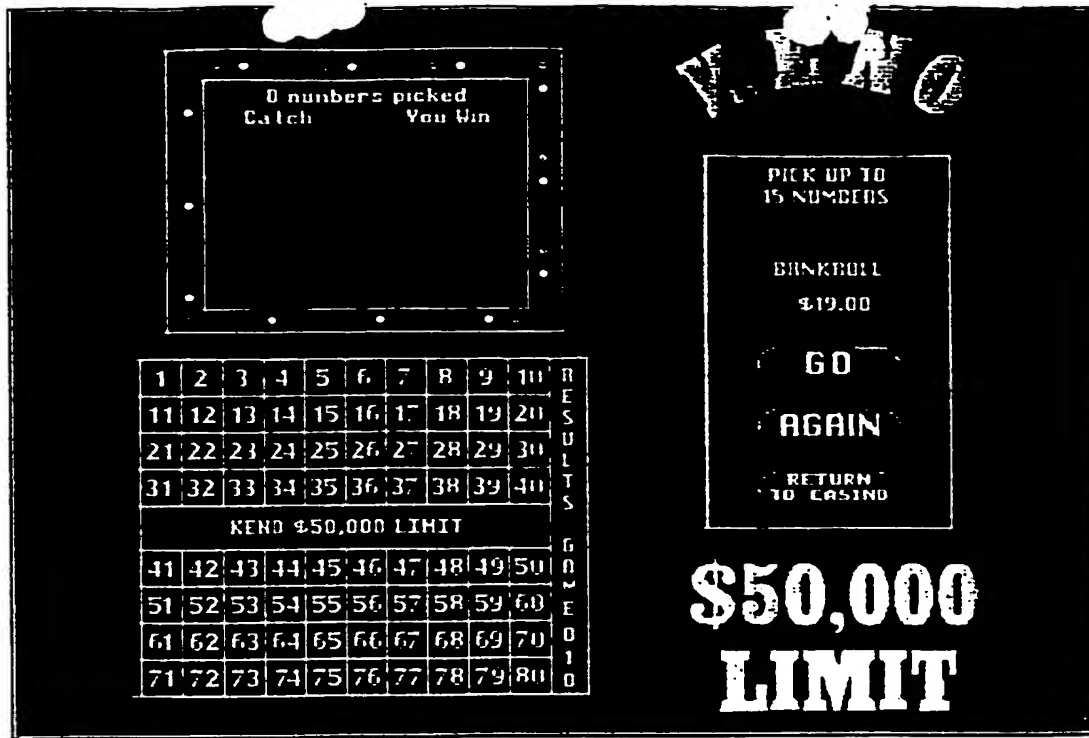 0 numbers picked
Catch You Win
1 2 3 4 5 6 7 8 9 10
11 12 13 14 15 16 17 18 19 20
21 22 23 24 25 26 27 28 29 30
31 32 33 34 35 36 37 38 39 40
KENO $50,000 LIMIT
41 42 43 44 45 46 47 48 49 50
51 52 53 54 55 56 57 58 59 60
61 62 63 64 65 66 67 68 69 70
71 72 73 74 75 76 77 78 79 80
RESULTS GAME 010
KENO
PICK UP TO
15 NUMBERS
BANKROLL
$19.00
GO
AGAIN
RETURN
TO CASINO
$50,000
LIMIT